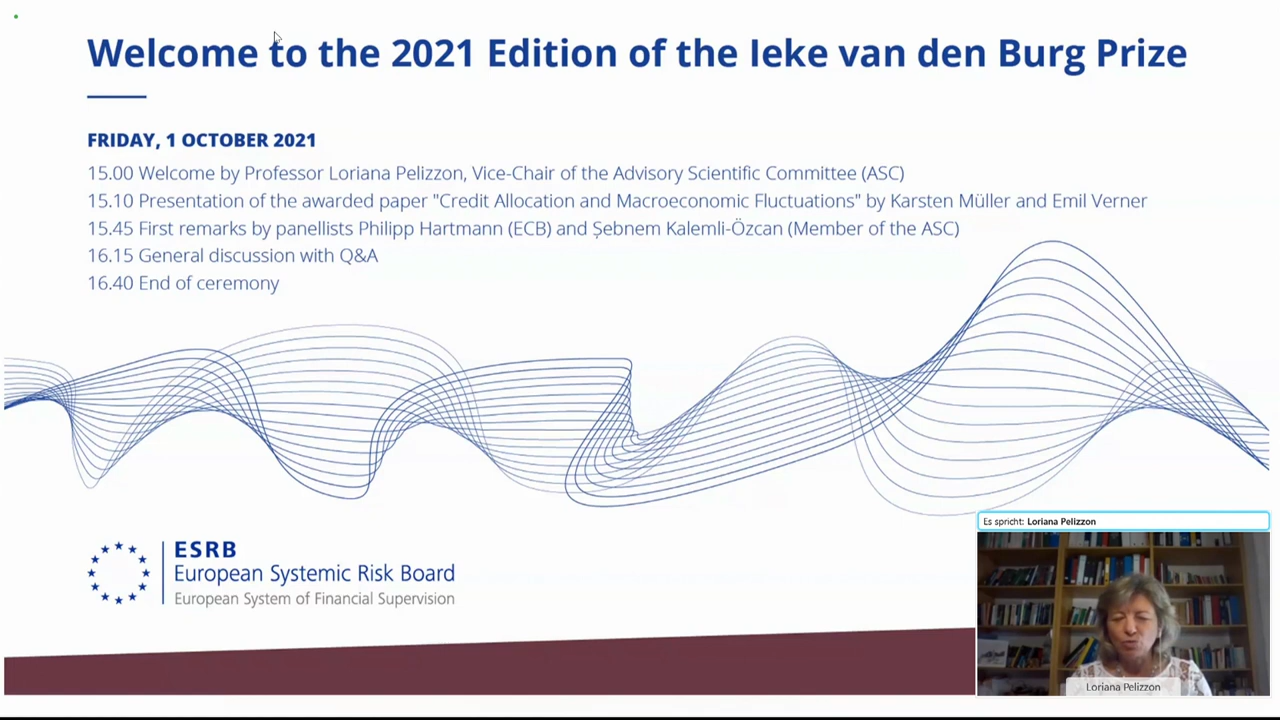 Welcome to the 2021 Edition of the Ieke van den Burg Prize
FRIDAY, 1 OCTOBER 2021
15.00 Welcome by Professor Loriana Pelizzon, Vice-Chair of the Advisory Scientific Committee (ASC)
15.10 Presentation of the awarded paper "Credit Allocation and Macroeconomic Fluctuations" by Karsten Müller and Emil Verner
15.45 First remarks by panellists Philipp Hartmann (ECB) and Șebnem Kalemli-Özcan (Member of the ASC)
16.15 General discussion with Q&A
16.40 End of ceremony
ESRB
European Systemic Risk Board
European System of Financial Supervision
Es spricht: Loriana Pelizzon
Loriana Pelizzon